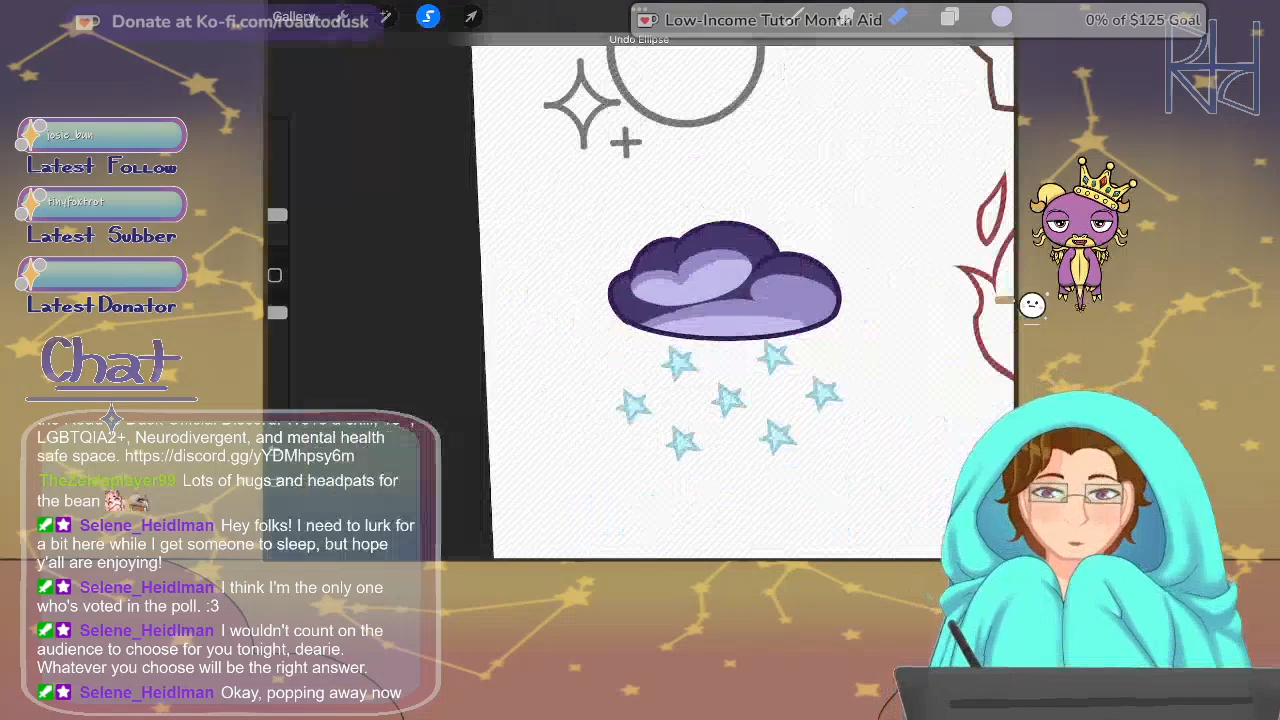 Donate at Ko-fi.com/roadtodusk
Gallery
Low-Income Tutor Month Aid
0% of $125 Goal
Undo Ellipse
josie_bun
Latest Follow
tinyfoxtrot
Latest Subber
Latest Donator
Chat
LGBTQIA2+, Neurodivergent, and mental health
safe space. https://discord.gg/yYDMhpsy6m
TheZeldaplayer99 Lots of hugs and headpats for
the bean
Selene_Heidlman Hey folks! I need to lurk for
a bit here while I get someone to sleep, but hope
y'all are enjoying!
Selene_Heidlman I think I'm the only one
who's voted in the poll. :3
Selene_Heidlman I wouldn't count on the
audience to choose for you tonight, dearie.
Whatever you choose will be the right answer.
Selene_Heidlman Okay, popping away now